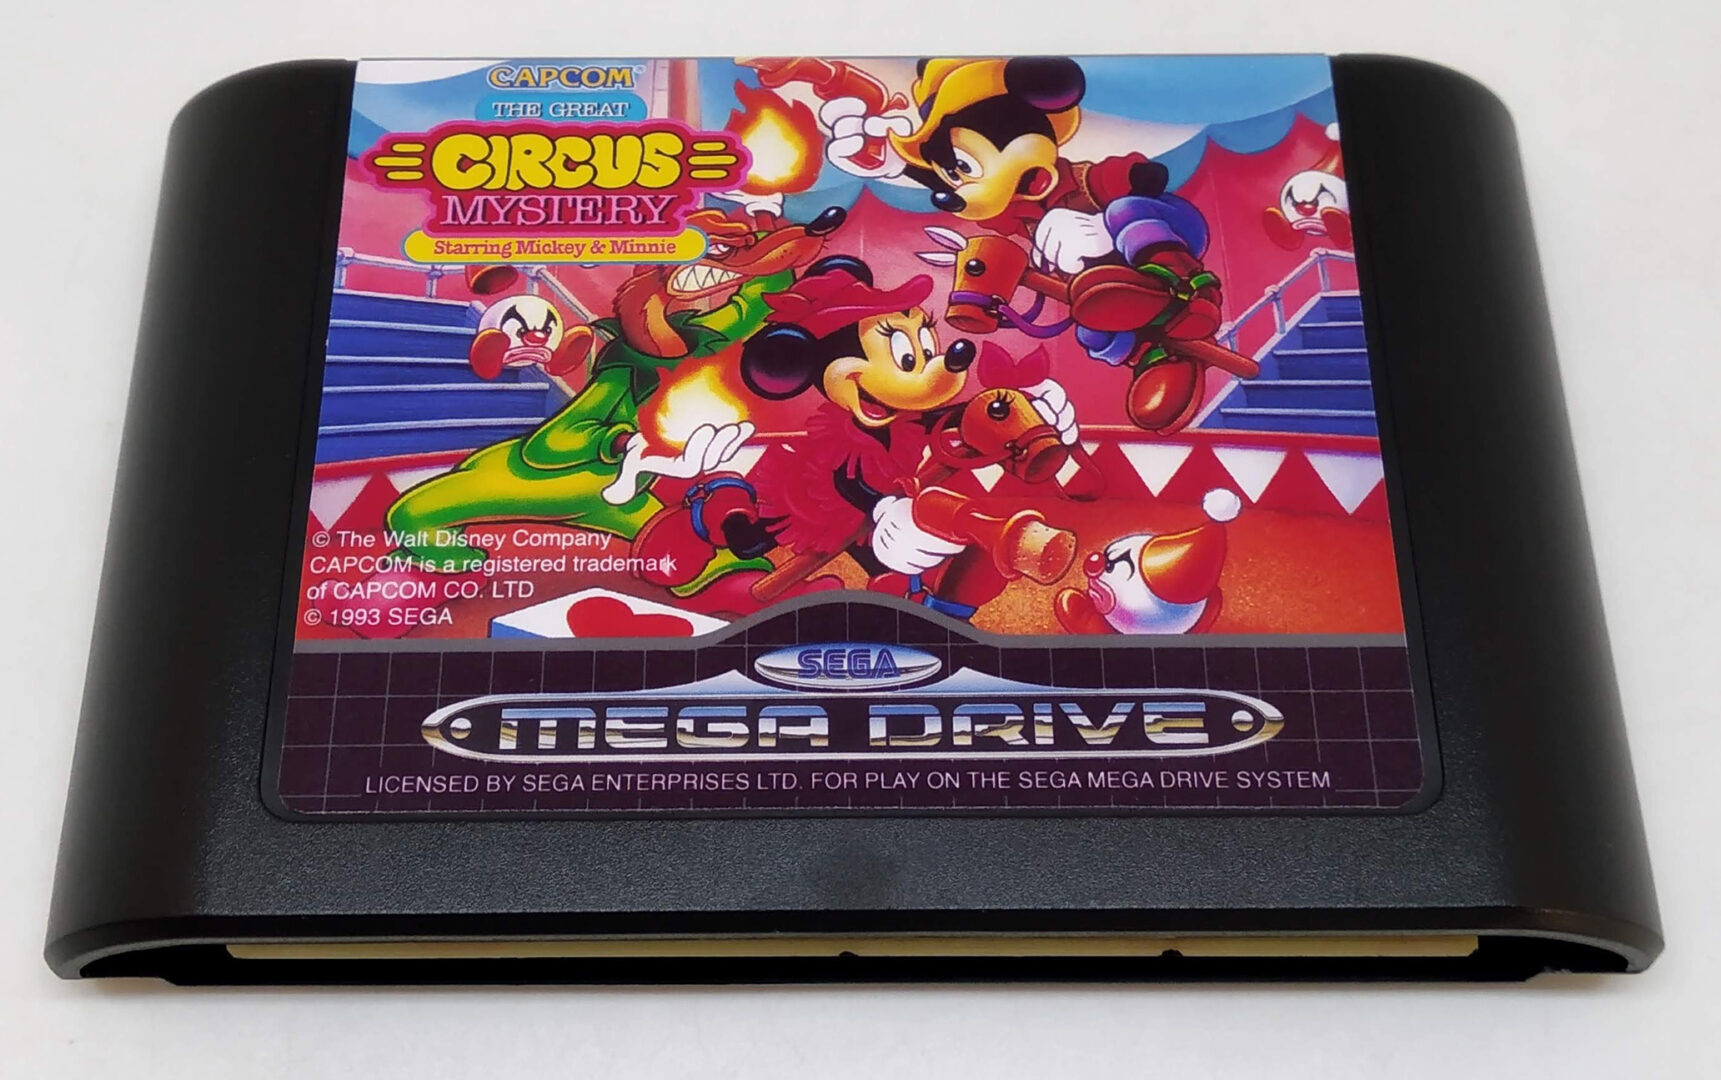 CAPCOM
THE GREAT
CIRCUS
MYSTERY
Starring Mickey & Minnie
© The Walt Disney Company
CAPCOM is a registered trademark
of CAPCOM CO. LTD
© 1993 SEGA
SEGA
MEGA DRIVE
LICENSED BY SEGA ENTERPRISES LTD. FOR PLAY ON THE SEGA MEGA DRIVE SYSTEM